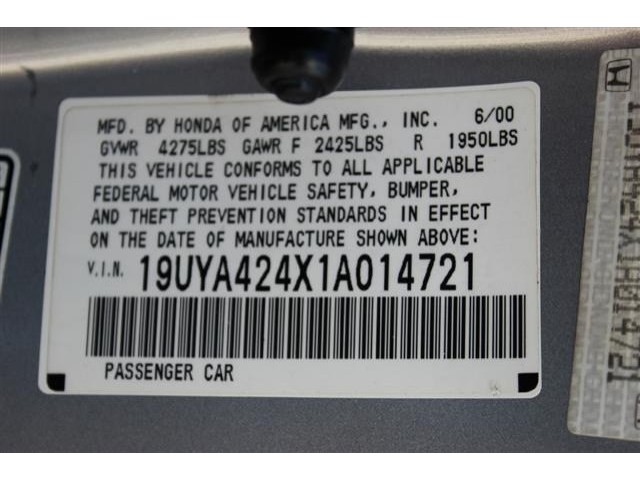 MFD. BY HONDA OF AMERICA MFG., INC. 6/00
GVWR 4275LBS GAWR F 2425LBS R 1950LBS
THIS VEHICLE CONFORMS TO ALL APPLICABLE
FEDERAL MOTOR VEHICLE SAFETY, BUMPER,
AND THEFT PREVENTION STANDARDS IN EFFECT
ON THE DATE OF MANUFACTURE SHOWN ABOVE:
V.I.N. 19UYA424X1A014721
PASSENGER CAR
19UYA424X1A014721